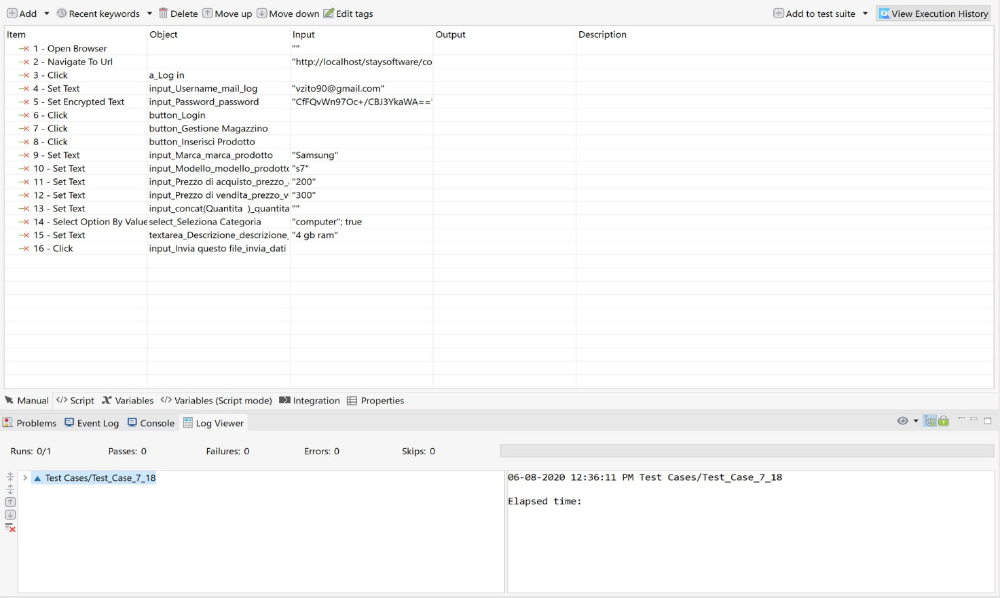 Add Recent keywords Delete Move up Move down Edit tags Add to test suite View Execution History
Item Object Input Output Description
1 - Open Browser ""
2 - Navigate To Url "http://localhost/staysoftware/co
3 - Click a_Log in
4 - Set Text input_Username_mail_log "vzito90@gmail.com"
5 - Set Encrypted Text input_Password_password "CfFQvWn97Oc+/CBJ3YkaWA=="
6 - Click button_Login
7 - Click button_Gestione Magazzino
8 - Click button_Inserisci Prodotto
9 - Set Text input_Marca_marca_prodotto "Samsung"
10 - Set Text input_Modello_modello_prodotto "s7"
11 - Set Text input_Prezzo di acquisto_prezzo_ "200"
12 - Set Text input_Prezzo di vendita_prezzo_v "300"
13 - Set Text input_concat(Quantita )_quantita ""
14 - Select Option By Value select_Seleziona Categoria "computer"; true
15 - Set Text textarea_Descrizione_descrizione_ "4 gb ram"
16 - Click input_Invia questo file_invia_dati
Manual Script Variables Variables (Script mode) Integration Properties
Problems Event Log Console Log Viewer
Runs: 0/1 Passes: 0 Failures: 0 Errors: 0 Skips: 0
Test Cases/Test_Case_7_18
06-08-2020 12:36:11 PM Test Cases/Test_Case_7_18
Elapsed time: